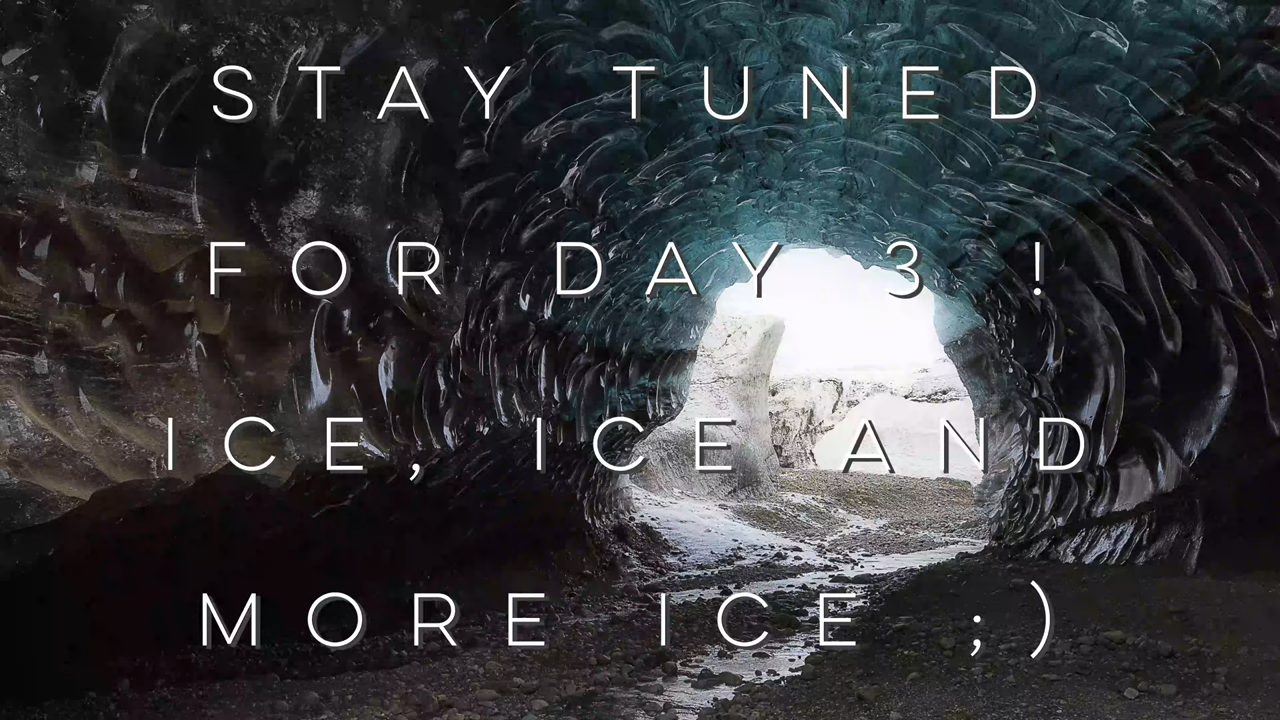 STAY TUNED
FOR DAY 3 !
ICE, ICE AND
MORE ICE ;)